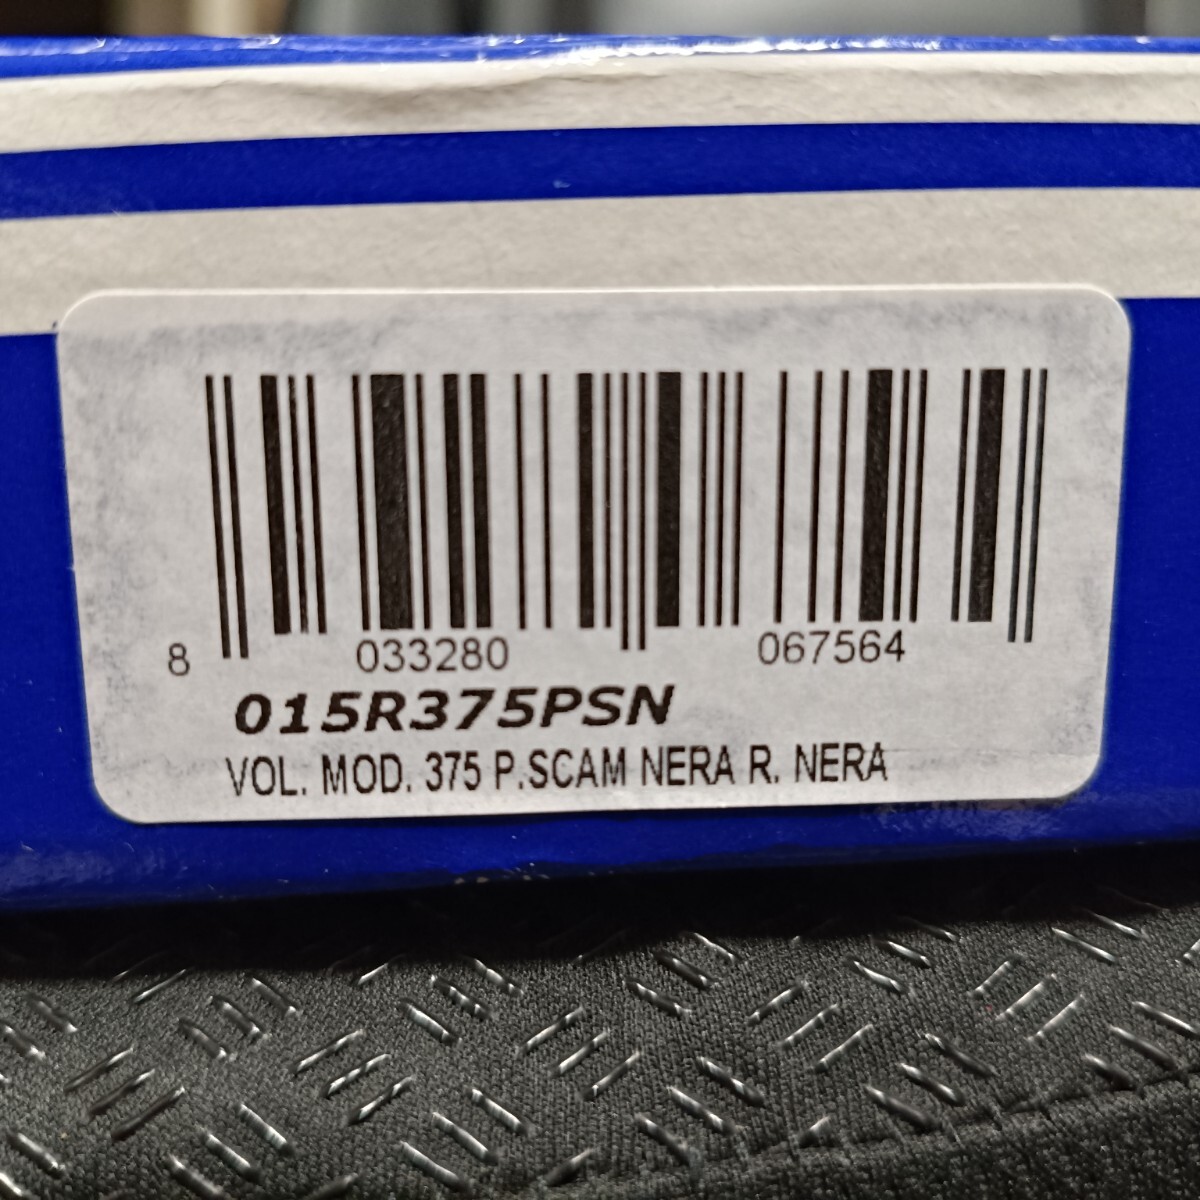 8 033280 067564
015R375PSN
VOL. MOD. 375 P.SCAM NERA R. NERA